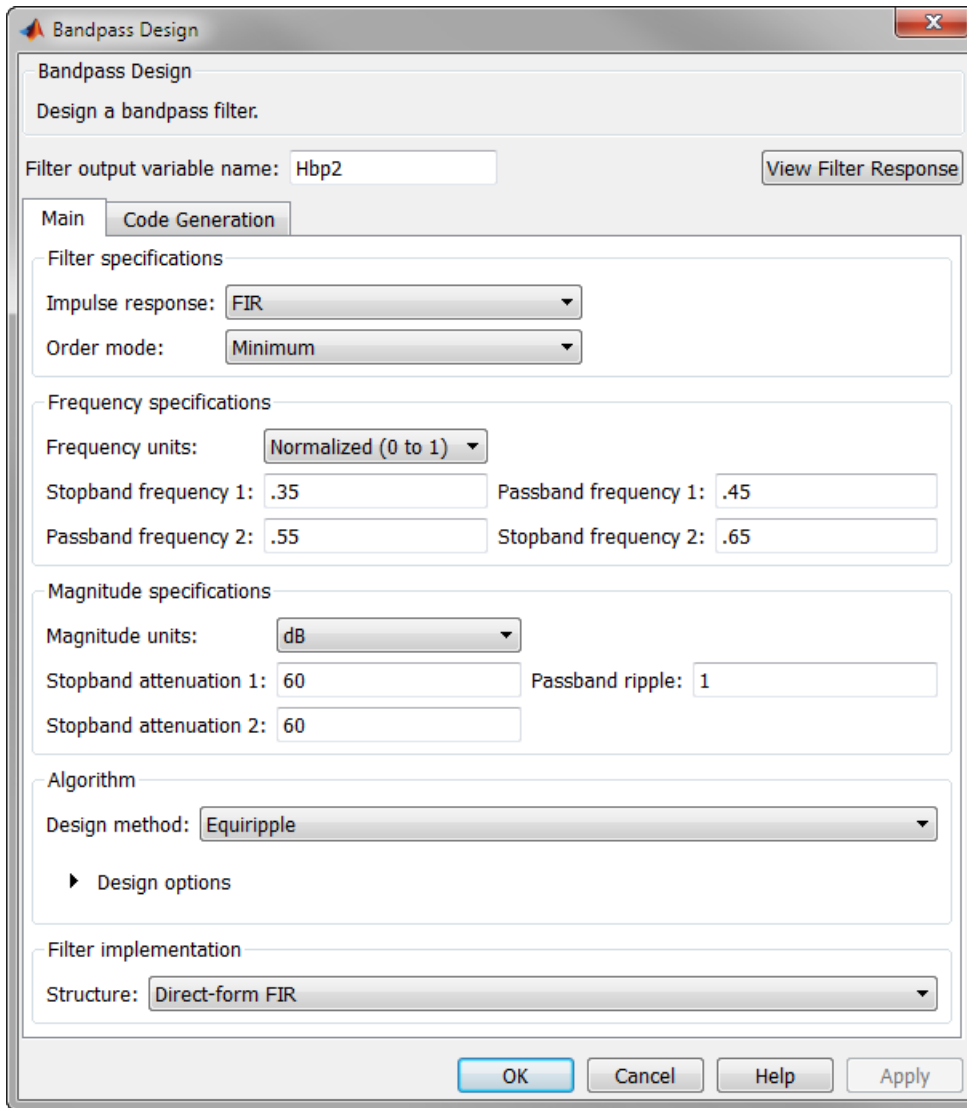 Bandpass Design
Bandpass Design
Design a bandpass filter.
Filter output variable name: Hbp2 View Filter Response
Main Code Generation
Filter specifications
Impulse response: FIR
Order mode: Minimum
Frequency specifications
Frequency units: Normalized (0 to 1)
Stopband frequency 1: .35 Passband frequency 1: .45
Passband frequency 2: .55 Stopband frequency 2: .65
Magnitude specifications
Magnitude units: dB
Stopband attenuation 1: 60 Passband ripple: 1
Stopband attenuation 2: 60
Algorithm
Design method: Equiripple
Design options
Filter implementation
Structure: Direct-form FIR
OK Cancel Help Apply